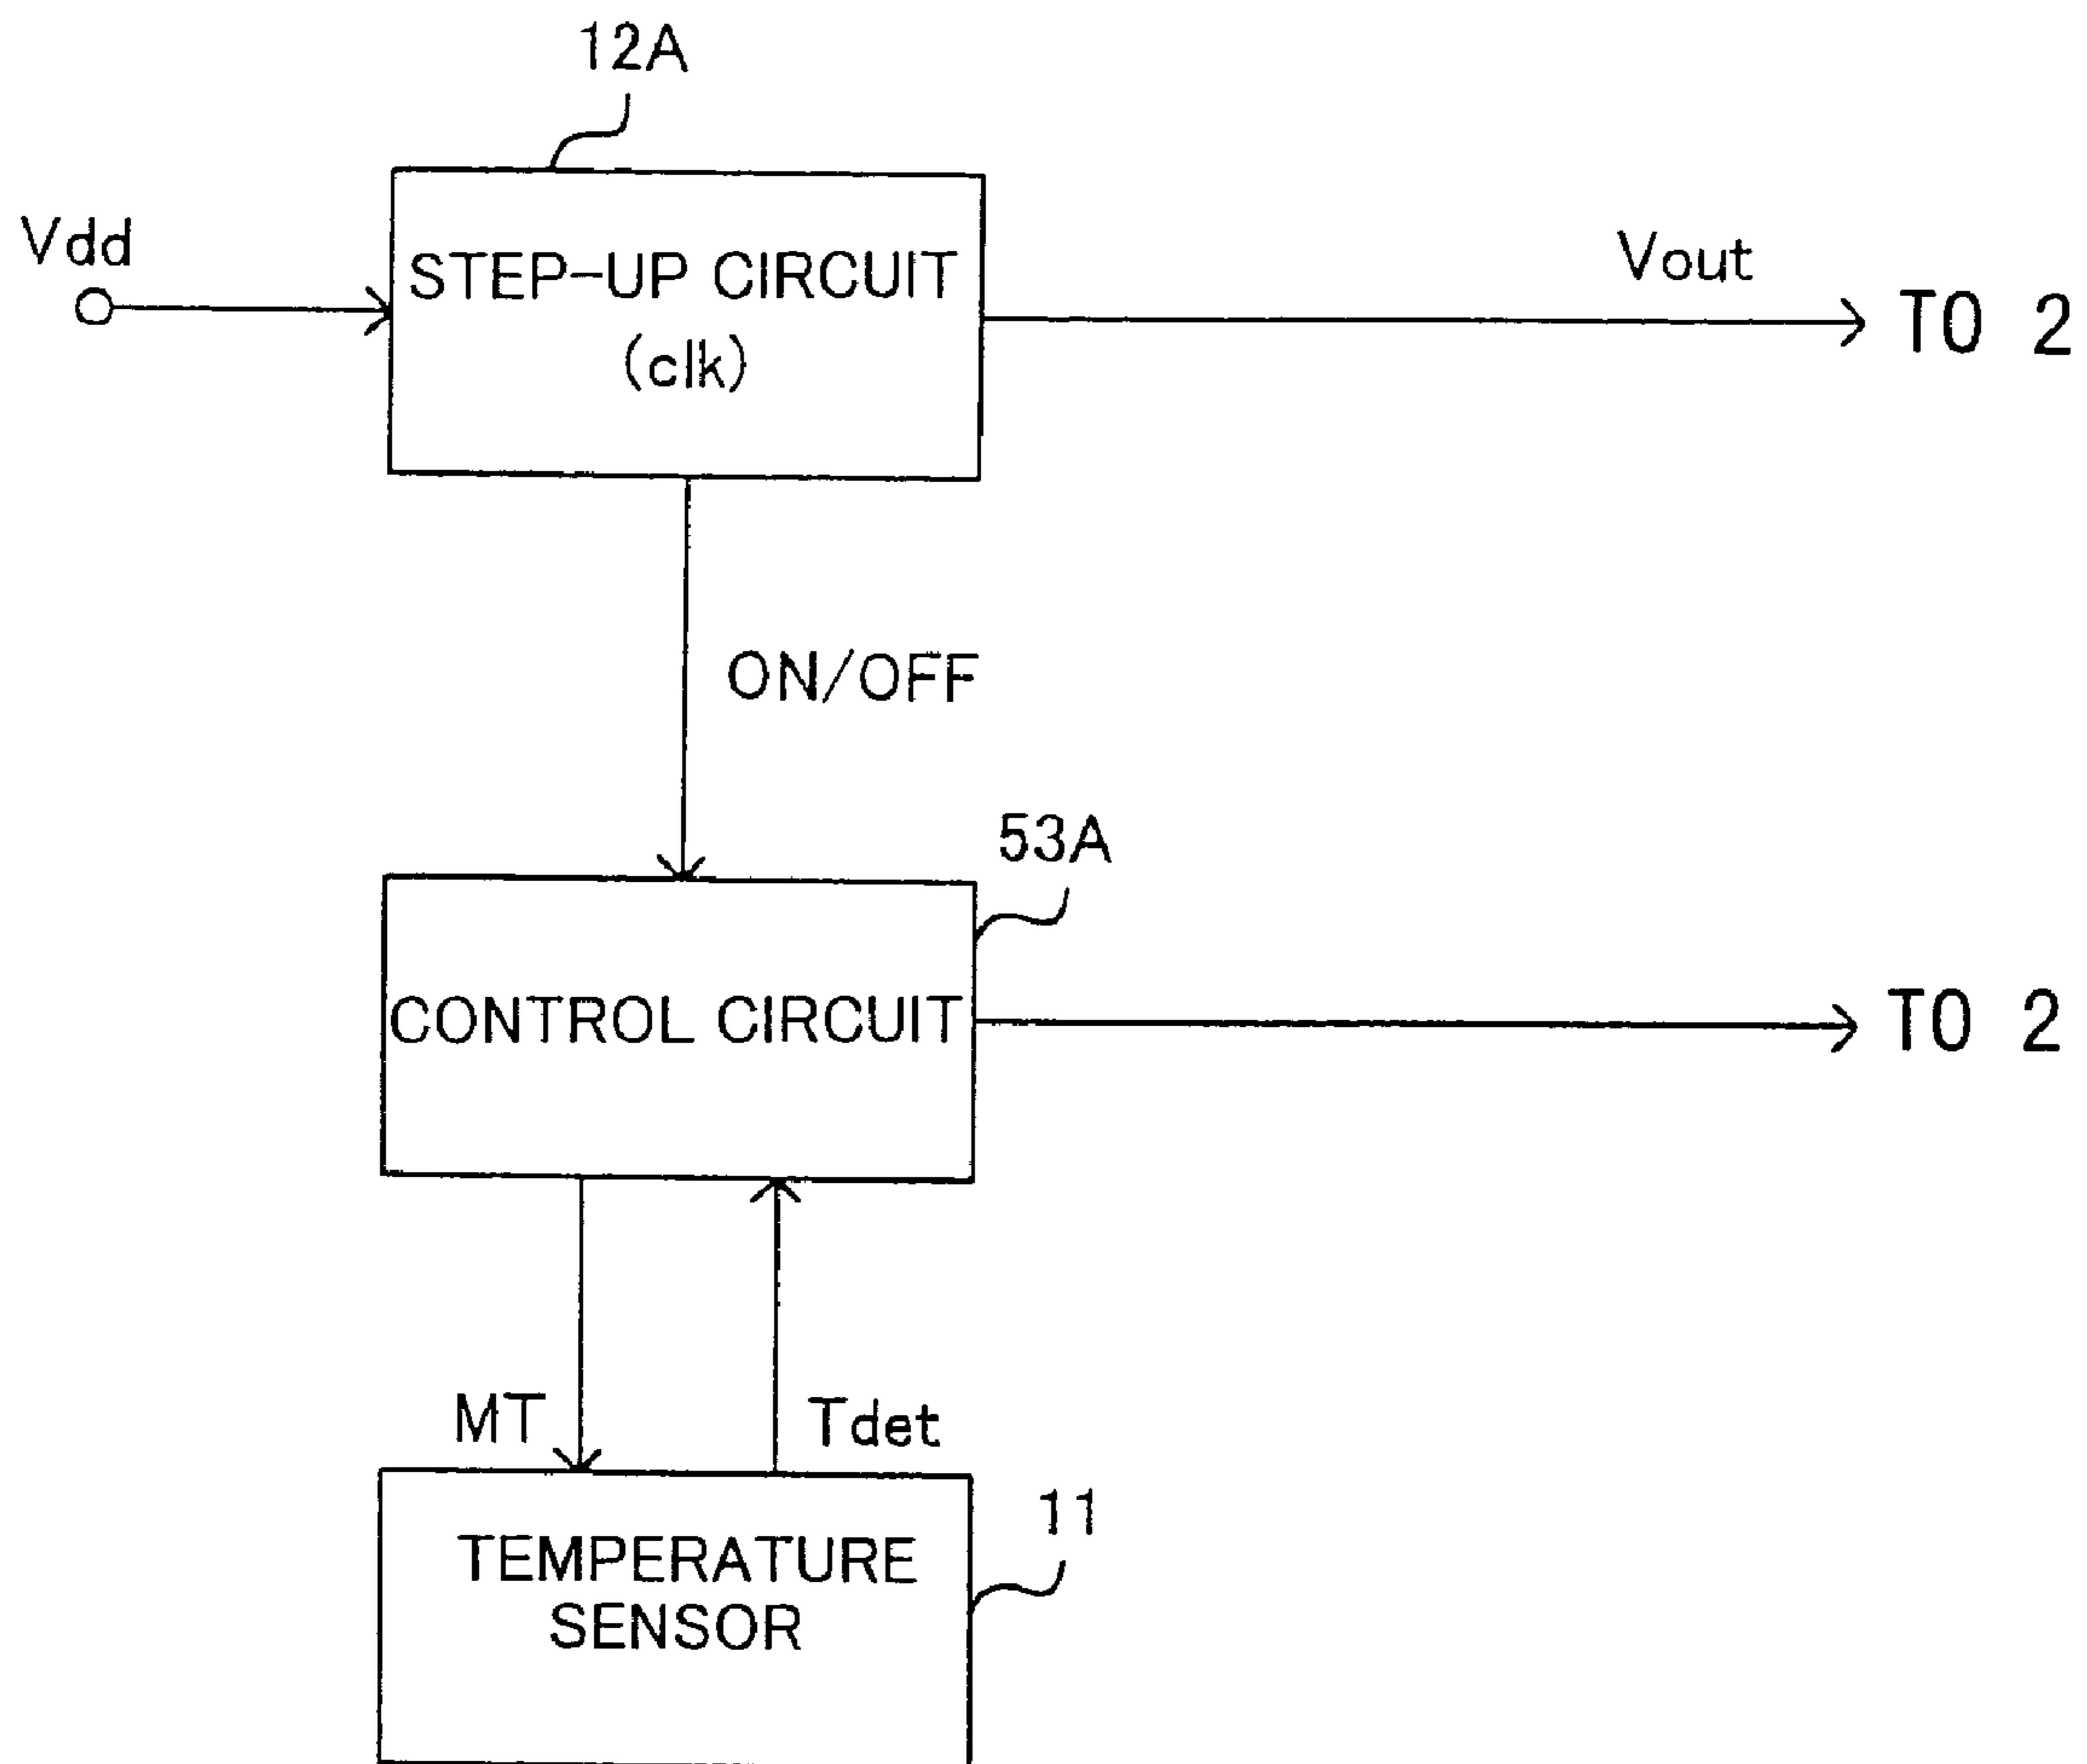 12A
Vdd
STEP-UP CIRCUIT
(clk)
Vout
TO 2
ON/OFF
53A
CONTROL CIRCUIT
TO 2
MT
Tdet
11
TEMPERATURE
SENSOR